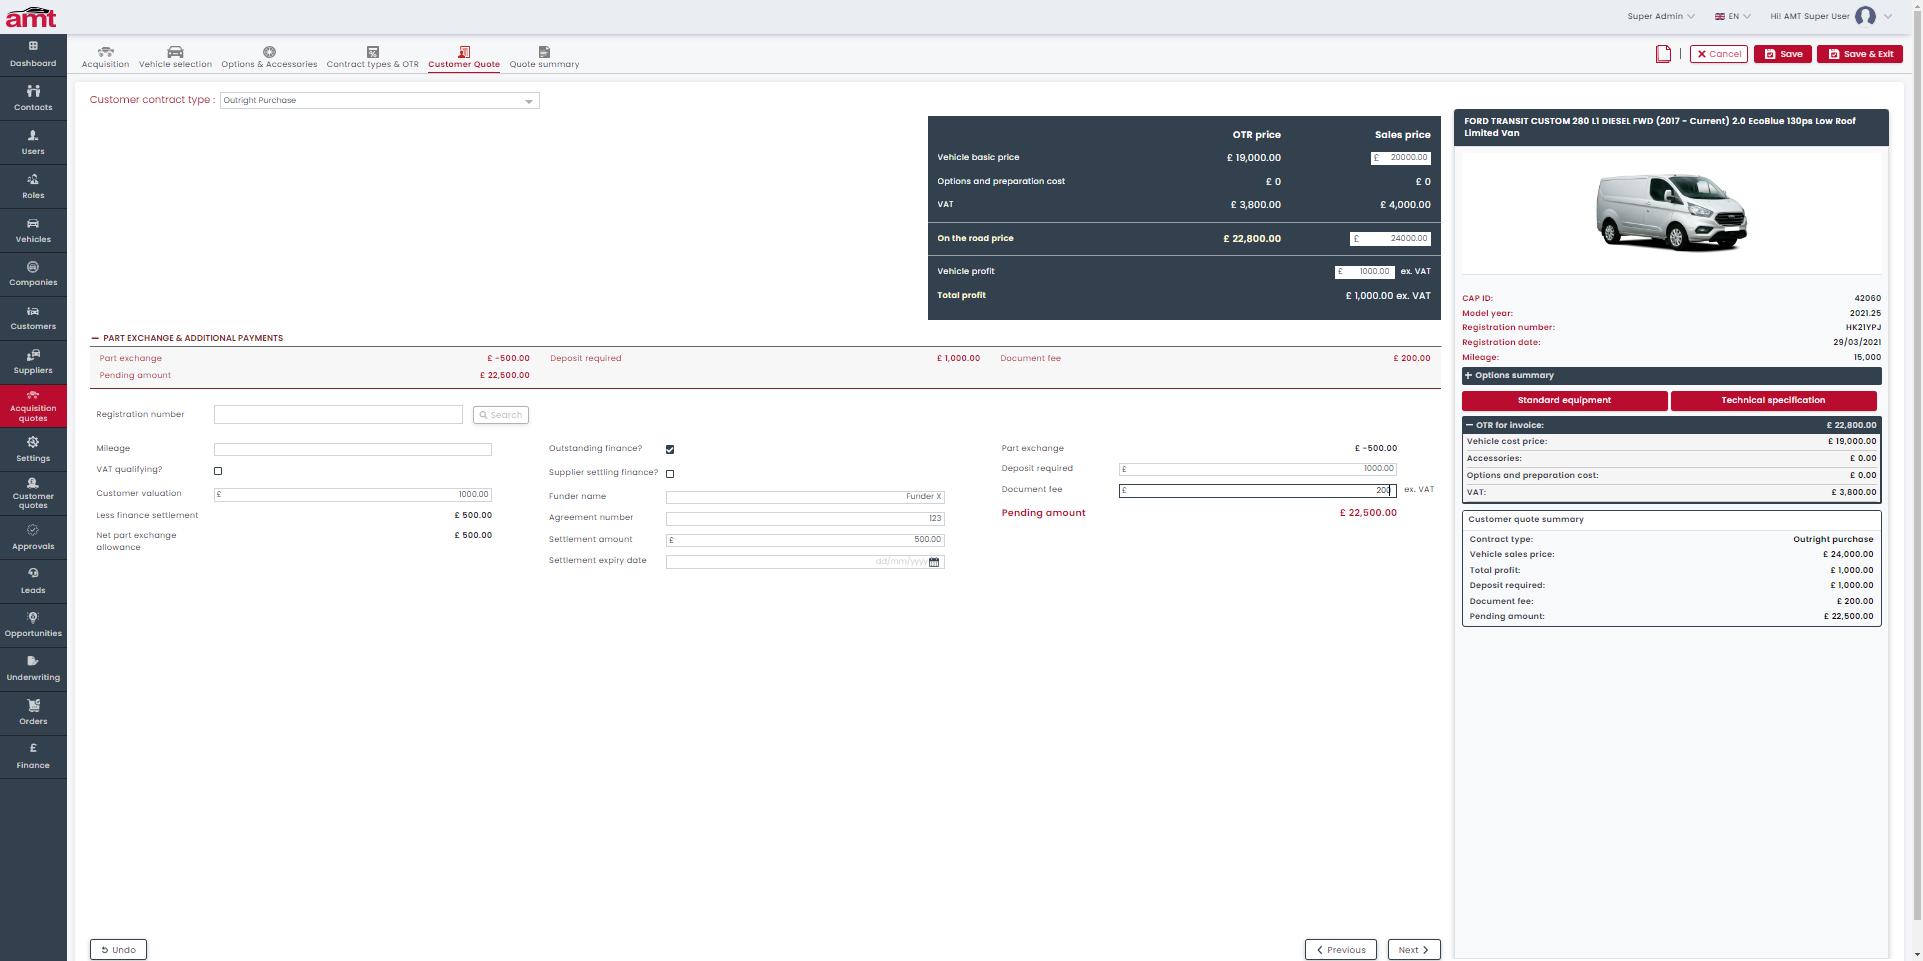 amt
Super Admin
EN
Hi! AMT Super User
Dashboard
Contacts
Users
Roles
Vehicles
Companies
Customers
Suppliers
Acquisition
quotes
Settings
Customer
quotes
Approvals
Leads
Opportunities
Underwriting
Orders
£
Finance
Acquisition
Vehicle selection
Options & Accessories
Contract types & OTR
Customer Quote
Quote summary
Cancel
Save
Save & Exit
Customer contract type : Outright Purchase
OTR price Sales price
Vehicle basic price £ 19,000.00 £ 20000.00
Options and preparation cost £ 0 £ 0
VAT £ 3,800.00 £ 4,000.00
On the road price £ 22,800.00 £ 24000.00
Vehicle profit £ 1000.00 ex. VAT
Total profit £ 1,000.00 ex. VAT
PART EXCHANGE & ADDITIONAL PAYMENTS
Part exchange £ -500.00 Deposit required £ 1,000.00 Document fee £ 200.00
Pending amount £ 22,500.00
Registration number Search
Mileage
VAT qualifying?
Customer valuation £ 1000.00
Less finance settlement £ 500.00
Net part exchange £ 500.00
allowance
Outstanding finance?
Supplier settling finance?
Funder name Funder X
Agreement number 123
Settlement amount £ 500.00
Settlement expiry date dd/mm/yyyy
Part exchange £ -500.00
Deposit required £ 1000.00
Document fee £ 200 ex. VAT
Pending amount £ 22,500.00
Undo
Previous
Next
FORD TRANSIT CUSTOM 280 L1 DIESEL FWD (2017 - Current) 2.0 EcoBlue 130ps Low Roof
Limited Van
CAP ID: 42060
Model year: 2021.25
Registration number: HK21YPJ
Registration date: 29/03/2021
Mileage: 15,000
Options summary
Standard equipment
Technical specification
OTR for invoice: £ 22,800.00
Vehicle cost price: £ 19,000.00
Accessories: £ 0.00
Options and preparation cost: £ 0.00
VAT: £ 3,800.00
Customer quote summary
Contract type: Outright purchase
Vehicle sales price: £ 24,000.00
Total profit: £ 1,000.00
Deposit required: £ 1,000.00
Document fee: £ 200.00
Pending amount: £ 22,500.00